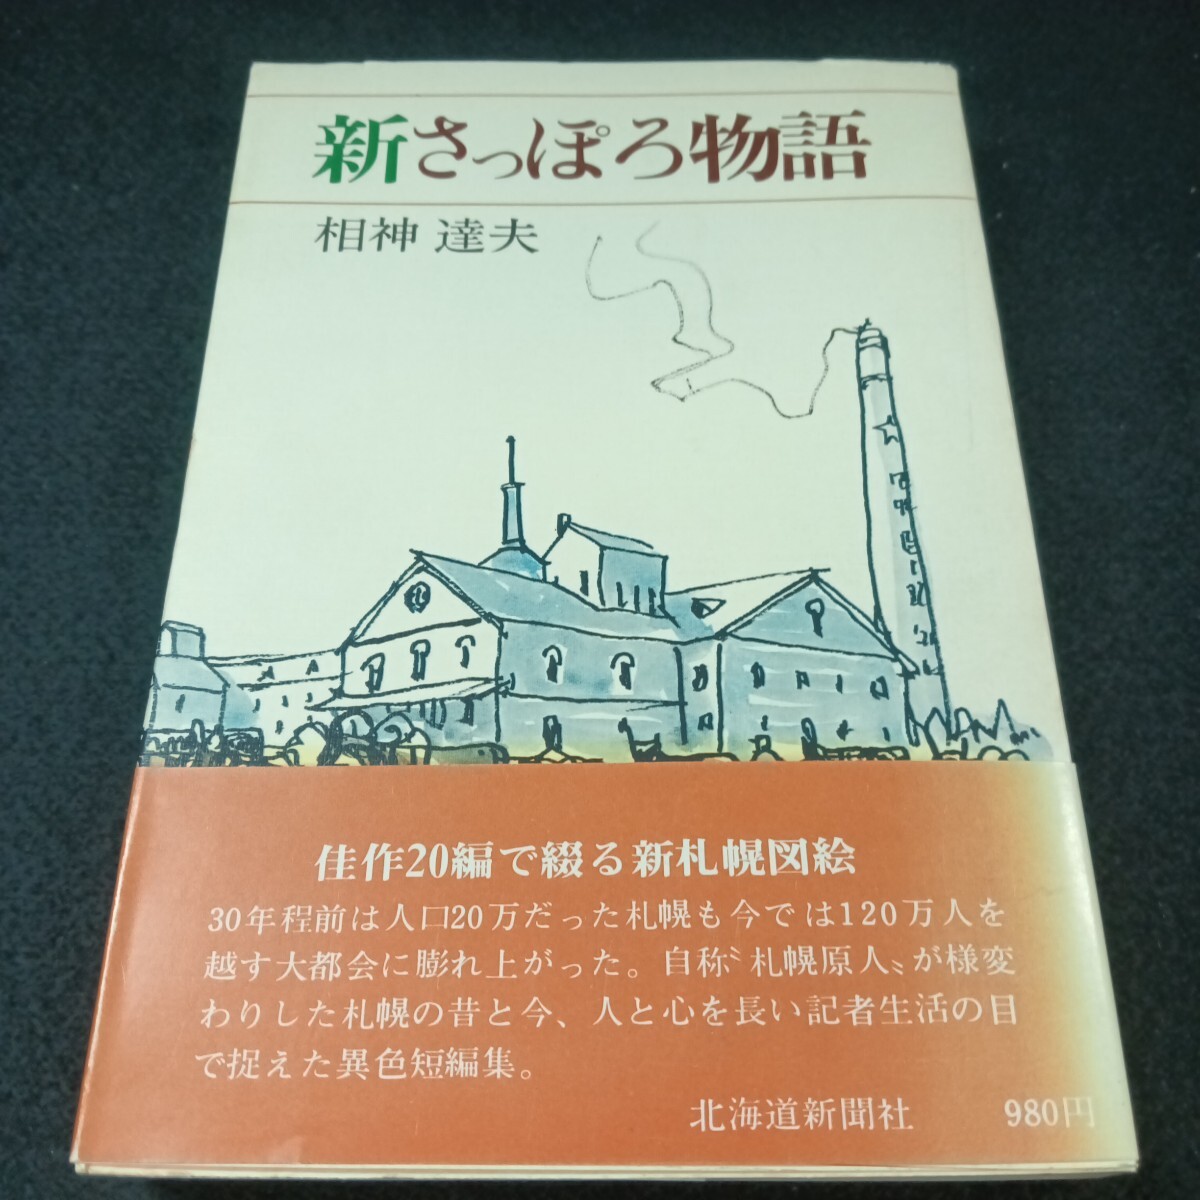 新さっぽろ物語
相神 達夫
佳作20編で綴る新札幌図絵
30年程前は人口20万だった札幌も今では120万人を
越す大都会に膨れ上がった。自称〝札幌原人〟が様変
わりした札幌の昔と今、人と心を長い記者生活の目
で捉えた異色短編集。
北海道新聞社 980円